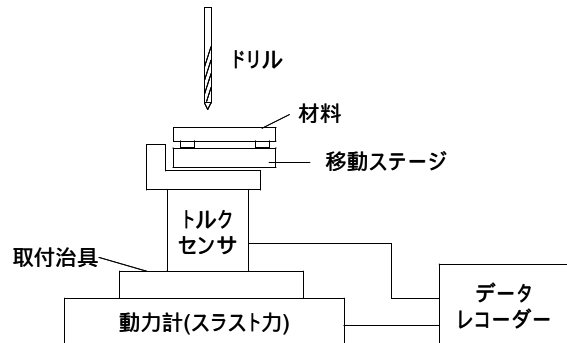 ドリル
材料
移動ステージ
トルク
センサ
取付治具
データ
レコーダー
動力計(スラスト力)